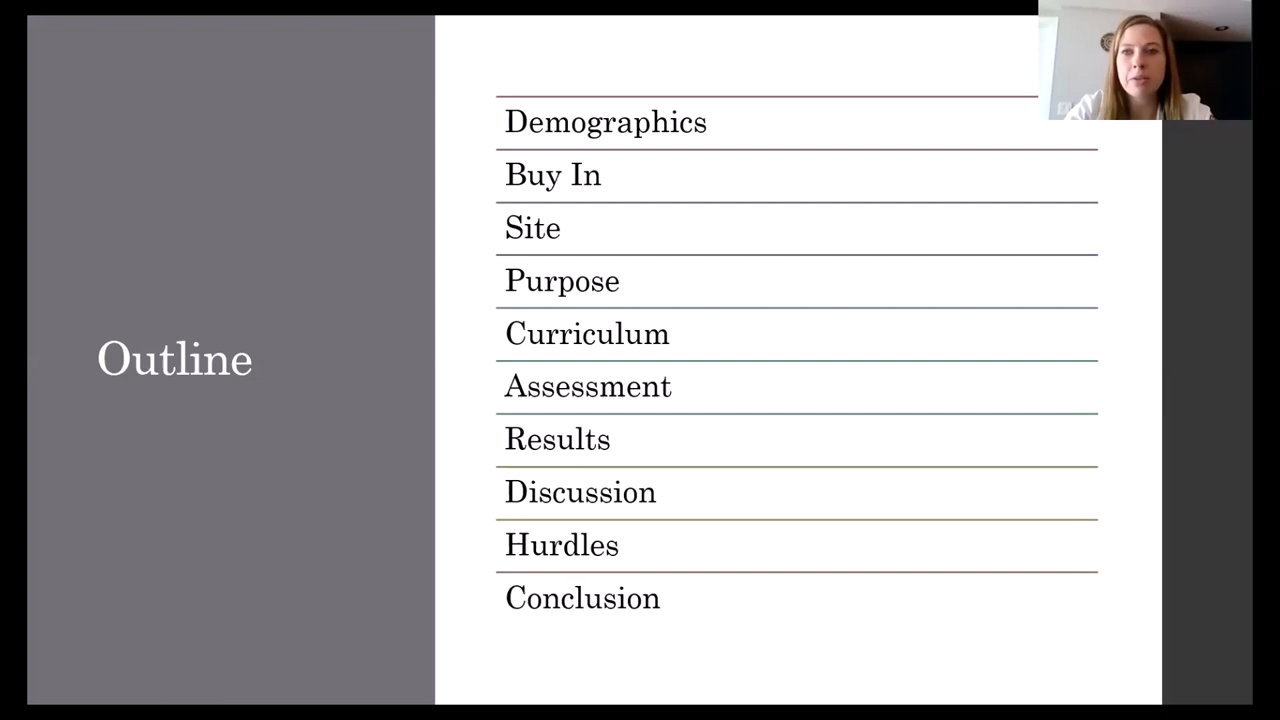 Outline
Demographics
Buy In
Site
Purpose
Curriculum
Assessment
Results
Discussion
Hurdles
Conclusion